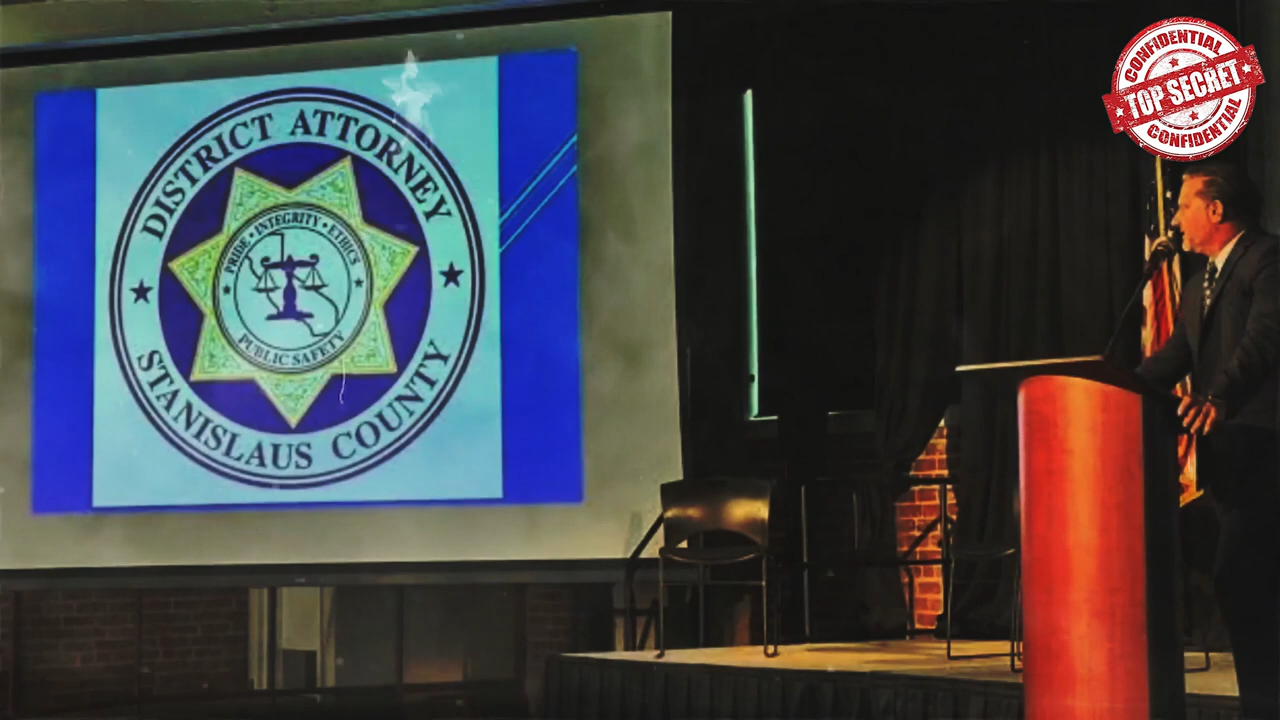 DISTRICT ATTORNEY
PRIDE • INTEGRITY • ETHICS
PUBLIC SAFETY
STANISLAUS COUNTY
CONFIDENTIAL
TOP SECRET
CONFIDENTIAL